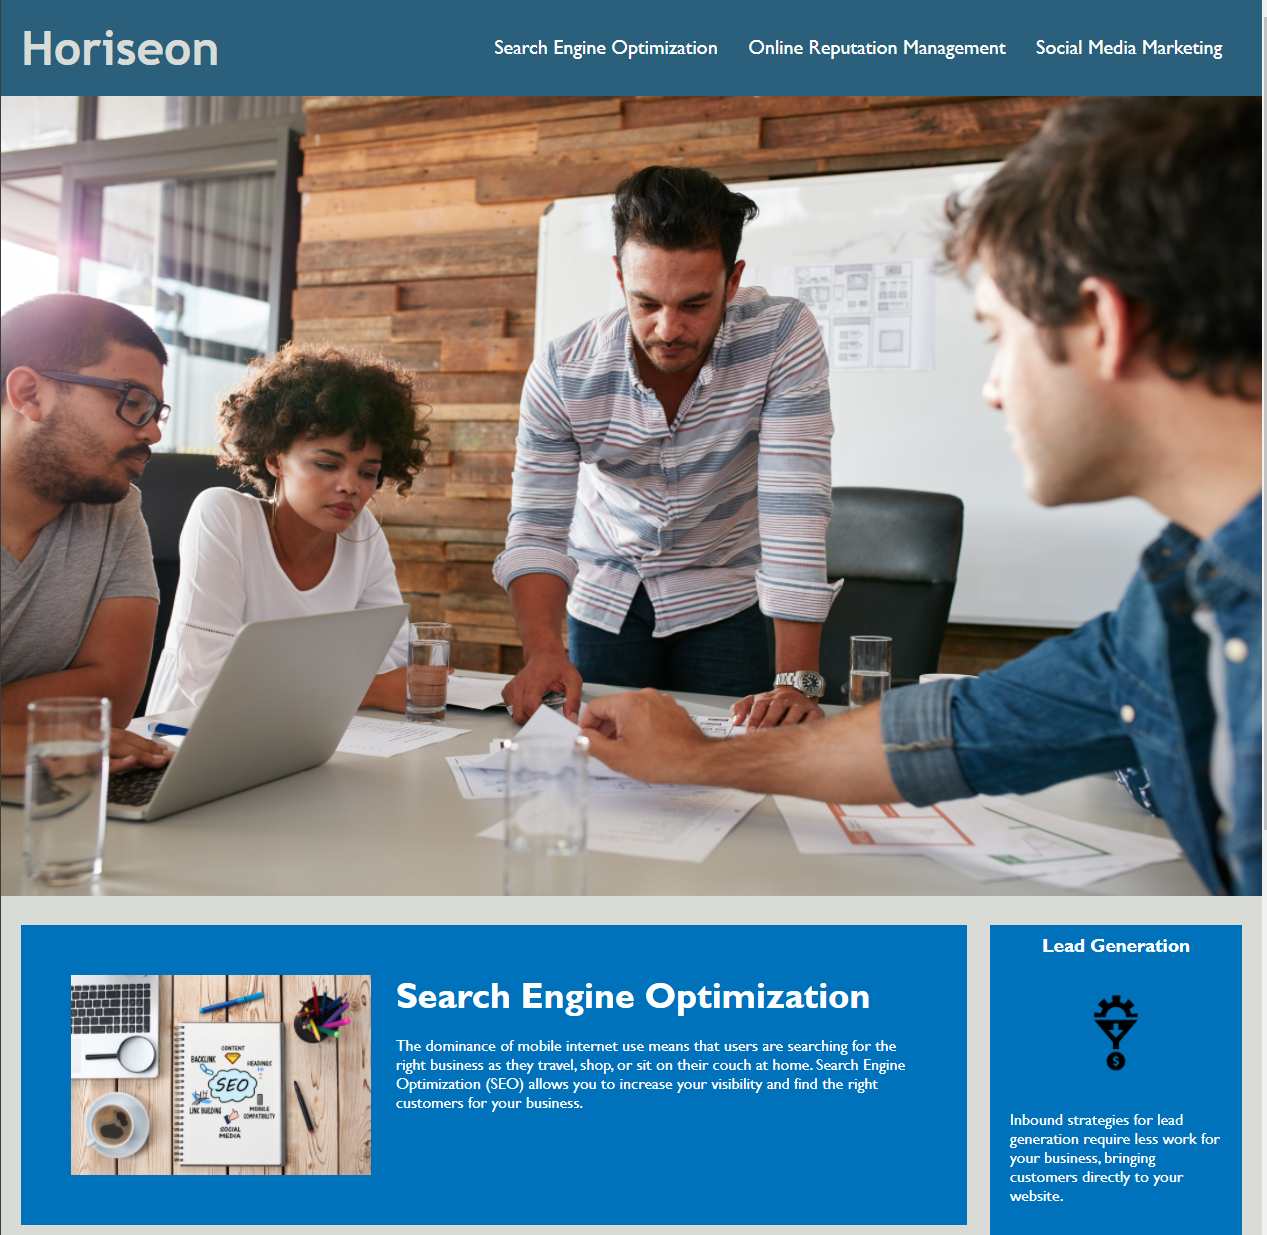 Horiseon
Search Engine Optimization
Online Reputation Management
Social Media Marketing
CONTENT
BACKLINK
HEADINGS
SEO
LINK BUILDING
MOBILE
COMPATIBILITY
SOCIAL
MEDIA
Search Engine Optimization
The dominance of mobile internet use means that users are searching for the
right business as they travel, shop, or sit on their couch at home. Search Engine
Optimization (SEO) allows you to increase your visibility and find the right
customers for your business.
Lead Generation
$
Inbound strategies for lead
generation require less work for
your business, bringing
customers directly to your
website.